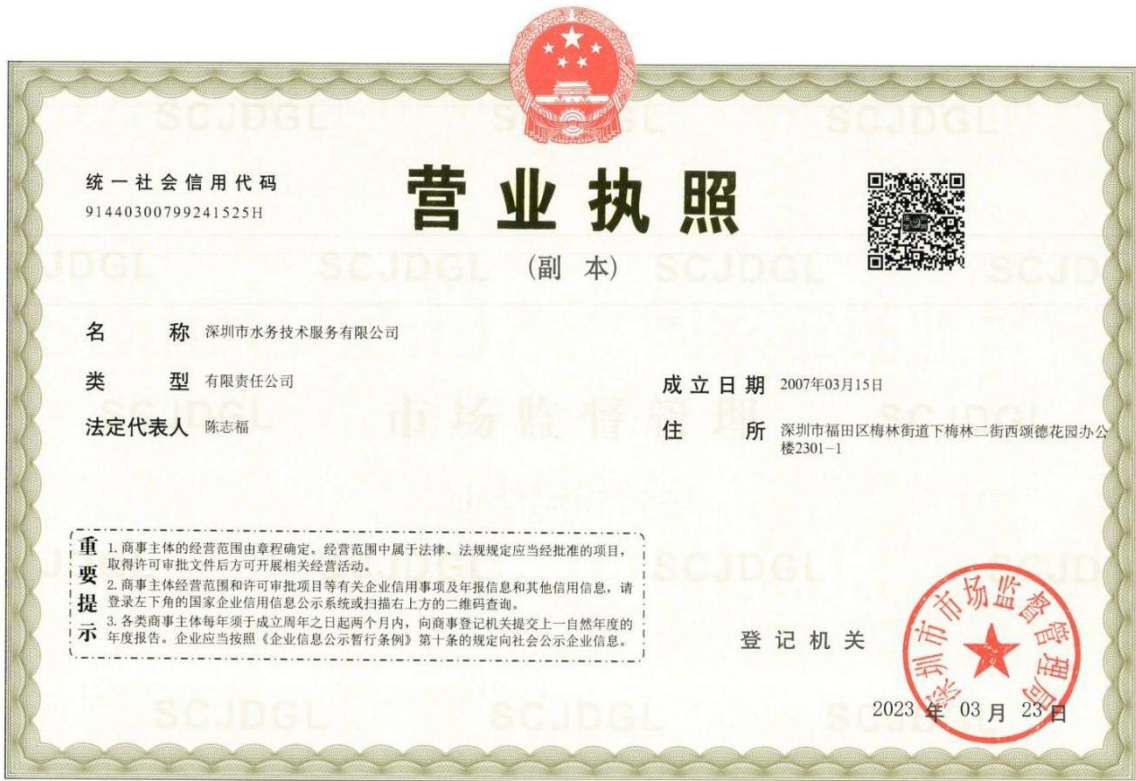 统一社会信用代码
91440300799241525H
营业执照
(副 本)
名 称 深圳市水务技术服务有限公司
类 型 有限责任公司
法定代表人 陈志福
成立日期 2007年03月15日
住 所 深圳市福田区梅林街道下梅林二街西颂德花园办公
楼2301-1
重要提示
1. 商事主体的经营范围由章程确定。经营范围中属于法律、法规规定应当经批准的项目，
取得许可审批文件后方可开展相关经营活动。
2. 商事主体经营范围和许可审批项目等有关企业信用事项及年报信息和其他信用信息，请
登录左下角的国家企业信用信息公示系统或扫描右上方的二维码查询。
3. 各类商事主体每年须于成立周年之日起两个月内，向商事登记机关提交上一自然年度的
年度报告。企业应当按照《企业信息公示暂行条例》第十条的规定向社会公示企业信息。
登记机关
深圳市市场监督管理局
2023 年 03 月 23 日
SCJDGL
市场监督管理